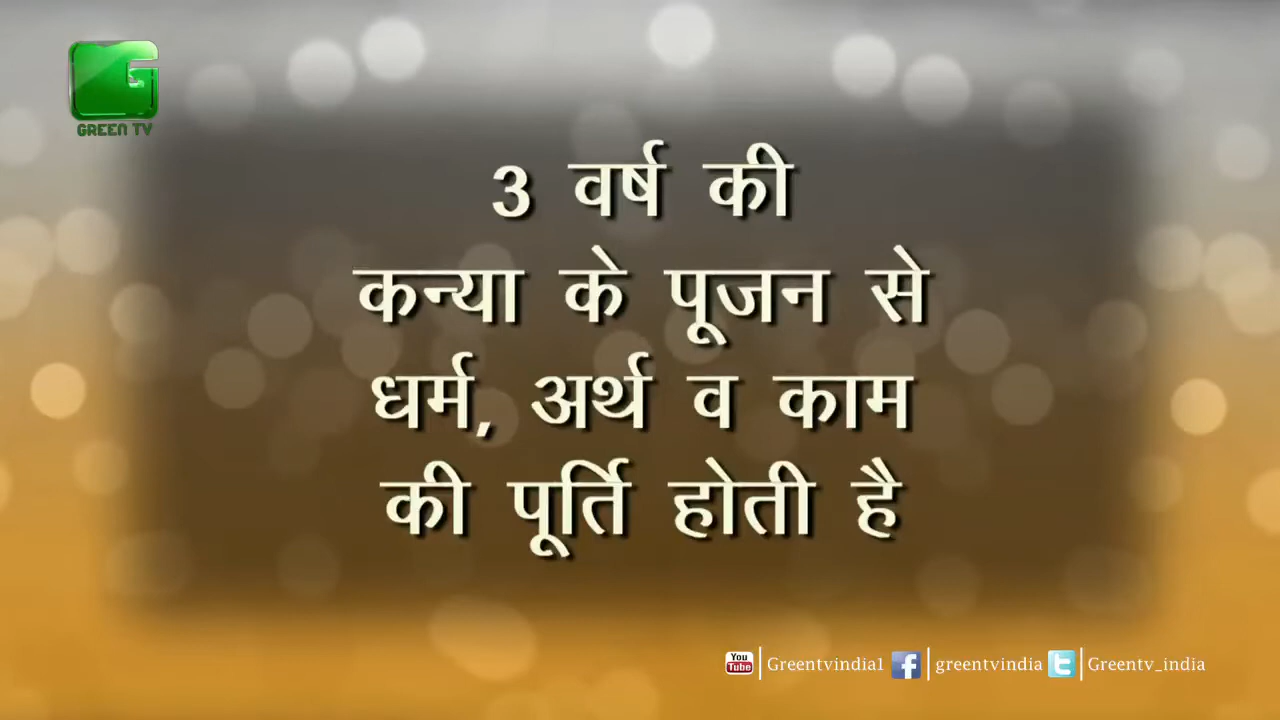 GREEN TV
3 वर्ष की
कन्या के पूजन से
धर्म, अर्थ व काम
की पूर्ति होती है
You Tube | Greentvindia1 f | greentvindia t | Greentv_india